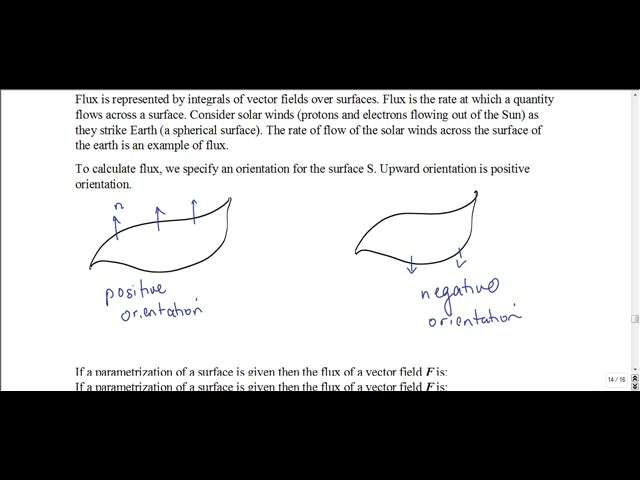 Flux is represented by integrals of vector fields over surfaces. Flux is the rate at which a quantity
flows across a surface. Consider solar winds (protons and electrons flowing out of the Sun) as
they strike Earth (a spherical surface). The rate of flow of the solar winds across the surface of
the earth is an example of flux.
To calculate flux, we specify an orientation for the surface S. Upward orientation is positive
orientation.
n
positive
orientation
negative
orientation
If a parametrization of a surface is given then the flux of a vector field F is:
If a parametrization of a surface is given then the flux of a vector field F is:
14 / 16